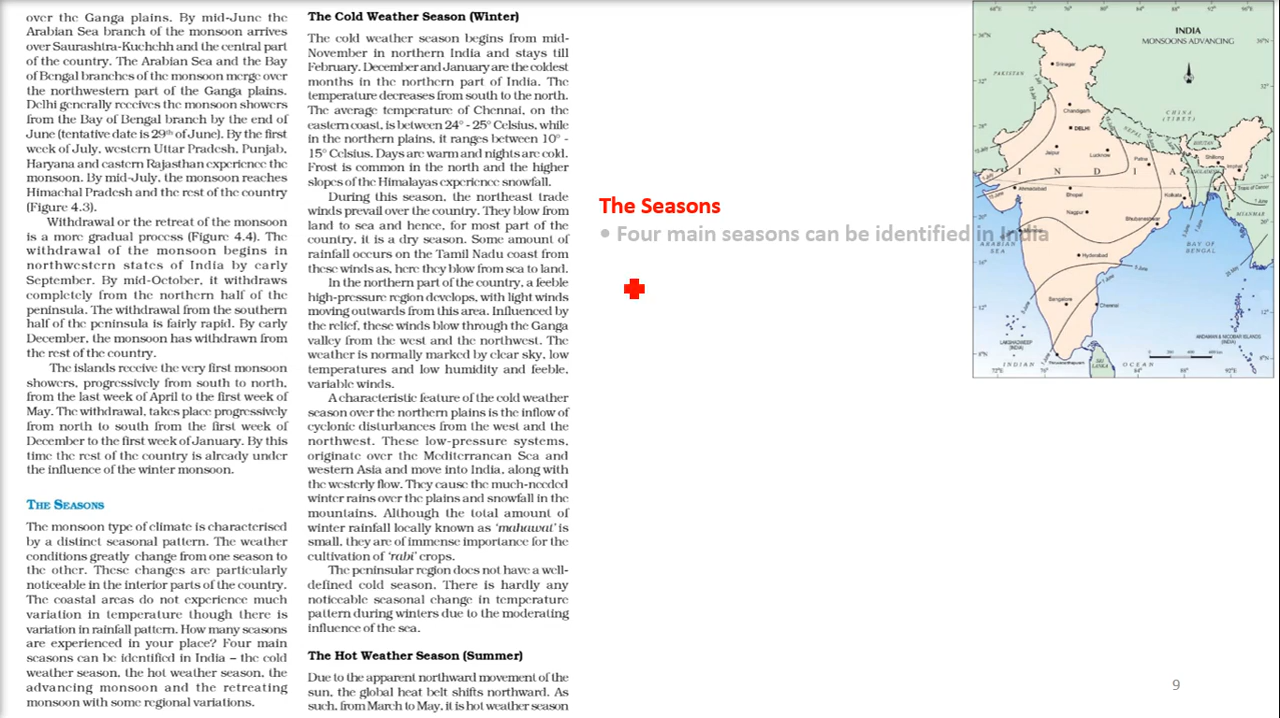 over the Ganga plains. By mid-June the
Arabian Sea branch of the monsoon arrives
over Saurashtra-Kuchchh and the central part
of the country. The Arabian Sea and the Bay
of Bengal branches of the monsoon merge over
the northwestern part of the Ganga plains.
Delhi generally receives the monsoon showers
from the Bay of Bengal branch by the end of
June (tentative date is 29th of June). By the first
week of July, western Uttar Pradesh, Punjab,
Haryana and eastern Rajasthan experience the
monsoon. By mid-July, the monsoon reaches
Himachal Pradesh and the rest of the country
(Figure 4.3).
Withdrawal or the retreat of the monsoon
is a more gradual process (Figure 4.4). The
withdrawal of the monsoon begins in
northwestern states of India by early
September. By mid-October, it withdraws
completely from the northern half of the
peninsula. The withdrawal from the southern
half of the peninsula is fairly rapid. By early
December, the monsoon has withdrawn from
the rest of the country.
The islands receive the very first monsoon
showers, progressively from south to north,
from the last week of April to the first week of
May. The withdrawal, takes place progressively
from north to south from the first week of
December to the first week of January. By this
time the rest of the country is already under
the influence of the winter monsoon.
THE SEASONS
The monsoon type of climate is characterised
by a distinct seasonal pattern. The weather
conditions greatly change from one season to
the other. These changes are particularly
noticeable in the interior parts of the country.
The coastal areas do not experience much
variation in temperature though there is
variation in rainfall pattern. How many seasons
are experienced in your place? Four main
seasons can be identified in India – the cold
weather season, the hot weather season, the
advancing monsoon and the retreating
monsoon with some regional variations.
The Cold Weather Season (Winter)
The cold weather season begins from mid-
November in northern India and stays till
February. December and January are the coldest
months in the northern part of India. The
temperature decreases from south to the north.
The average temperature of Chennai, on the
eastern coast, is between 24° - 25° Celsius, while
in the northern plains, it ranges between 10° -
15° Celsius. Days are warm and nights are cold.
Frost is common in the north and the higher
slopes of the Himalayas experience snowfall.
During this season, the northeast trade
winds prevail over the country. They blow from
land to sea and hence, for most part of the
country, it is a dry season. Some amount of
rainfall occurs on the Tamil Nadu coast from
these winds as, here they blow from sea to land.
In the northern part of the country, a feeble
high-pressure region develops, with light winds
moving outwards from this area. Influenced by
the relief, these winds blow through the Ganga
valley from the west and the northwest. The
weather is normally marked by clear sky, low
temperatures and low humidity and feeble,
variable winds.
A characteristic feature of the cold weather
season over the northern plains is the inflow of
cyclonic disturbances from the west and the
northwest. These low-pressure systems,
originate over the Mediterranean Sea and
western Asia and move into India, along with
the westerly flow. They cause the much-needed
winter rains over the plains and snowfall in the
mountains. Although the total amount of
winter rainfall locally known as ‘mahawat’ is
small, they are of immense importance for the
cultivation of ‘rabi’ crops.
The peninsular region does not have a well-
defined cold season. There is hardly any
noticeable seasonal change in temperature
pattern during winters due to the moderating
influence of the sea.
The Hot Weather Season (Summer)
Due to the apparent northward movement of the
sun, the global heat belt shifts northward. As
such, from March to May, it is hot weather season
The Seasons
• Four main seasons can be identified in India
INDIA
MONSOONS ADVANCING
PAKISTAN
Srinagar
Chandigarh
DELHI
CHINA
(TIBET)
NEPAL
BHUTAN
Jaipur
Lucknow
Patna
Shillong
Imphal
BANGLADESH
INDIA
Tropic of Cancer
Ahmadabad
Bhopal
Kolkata
Nagpur
Bhubaneshwar
MYANMAR
ARABIAN
SEA
BAY OF
BENGAL
Hyderabad
Bangalore
Chennai
LAKSHADWEEP
(INDIA)
ANDAMAN & NICOBAR ISLANDS
(INDIA)
Thiruvananthapuram
SRI
LANKA
INDIAN OCEAN
9